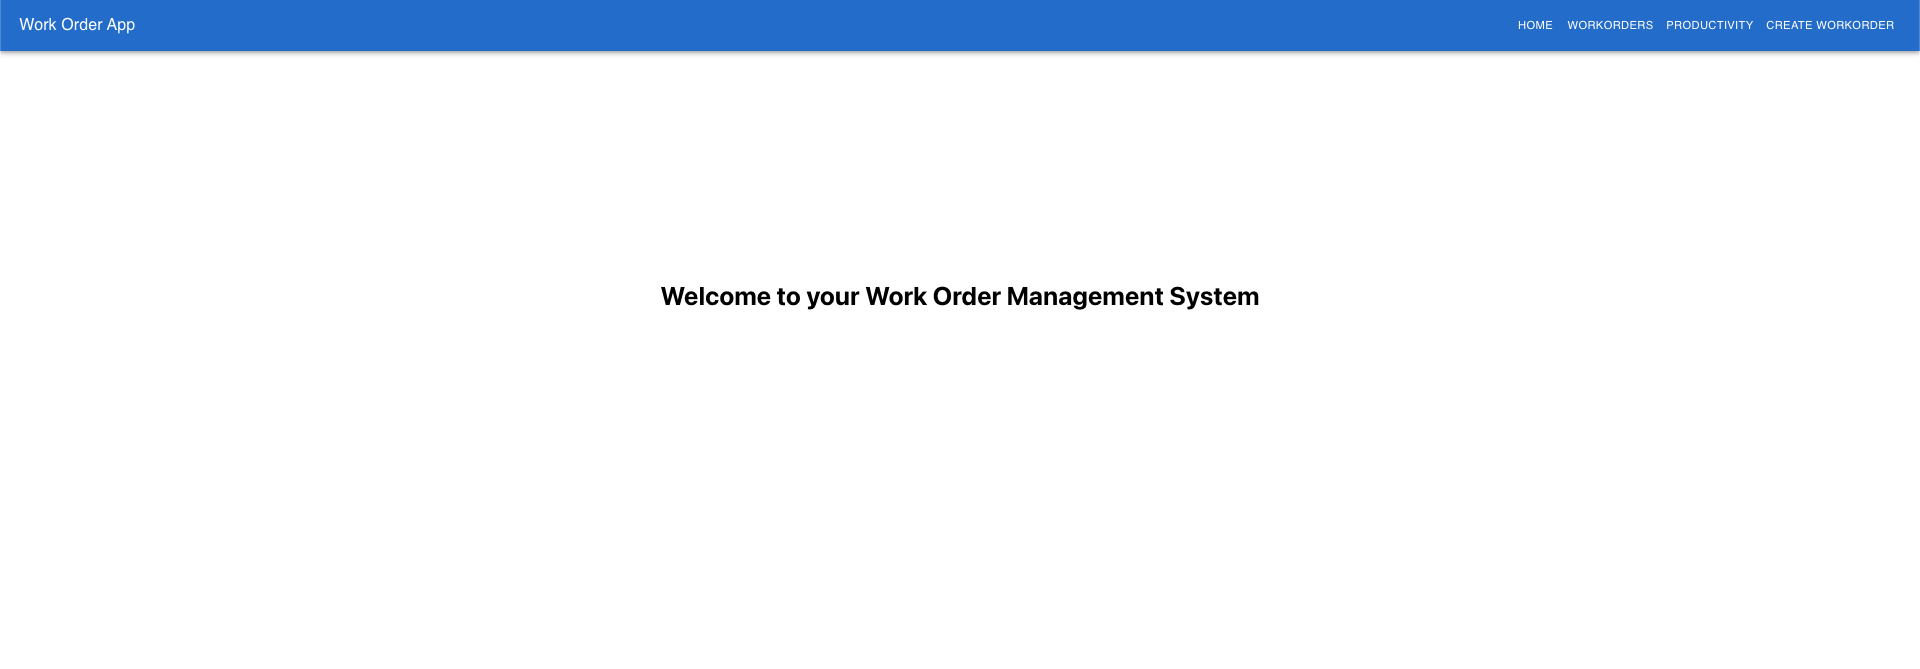 Work Order App
HOME WORKORDERS PRODUCTIVITY CREATE WORKORDER
Welcome to your Work Order Management System